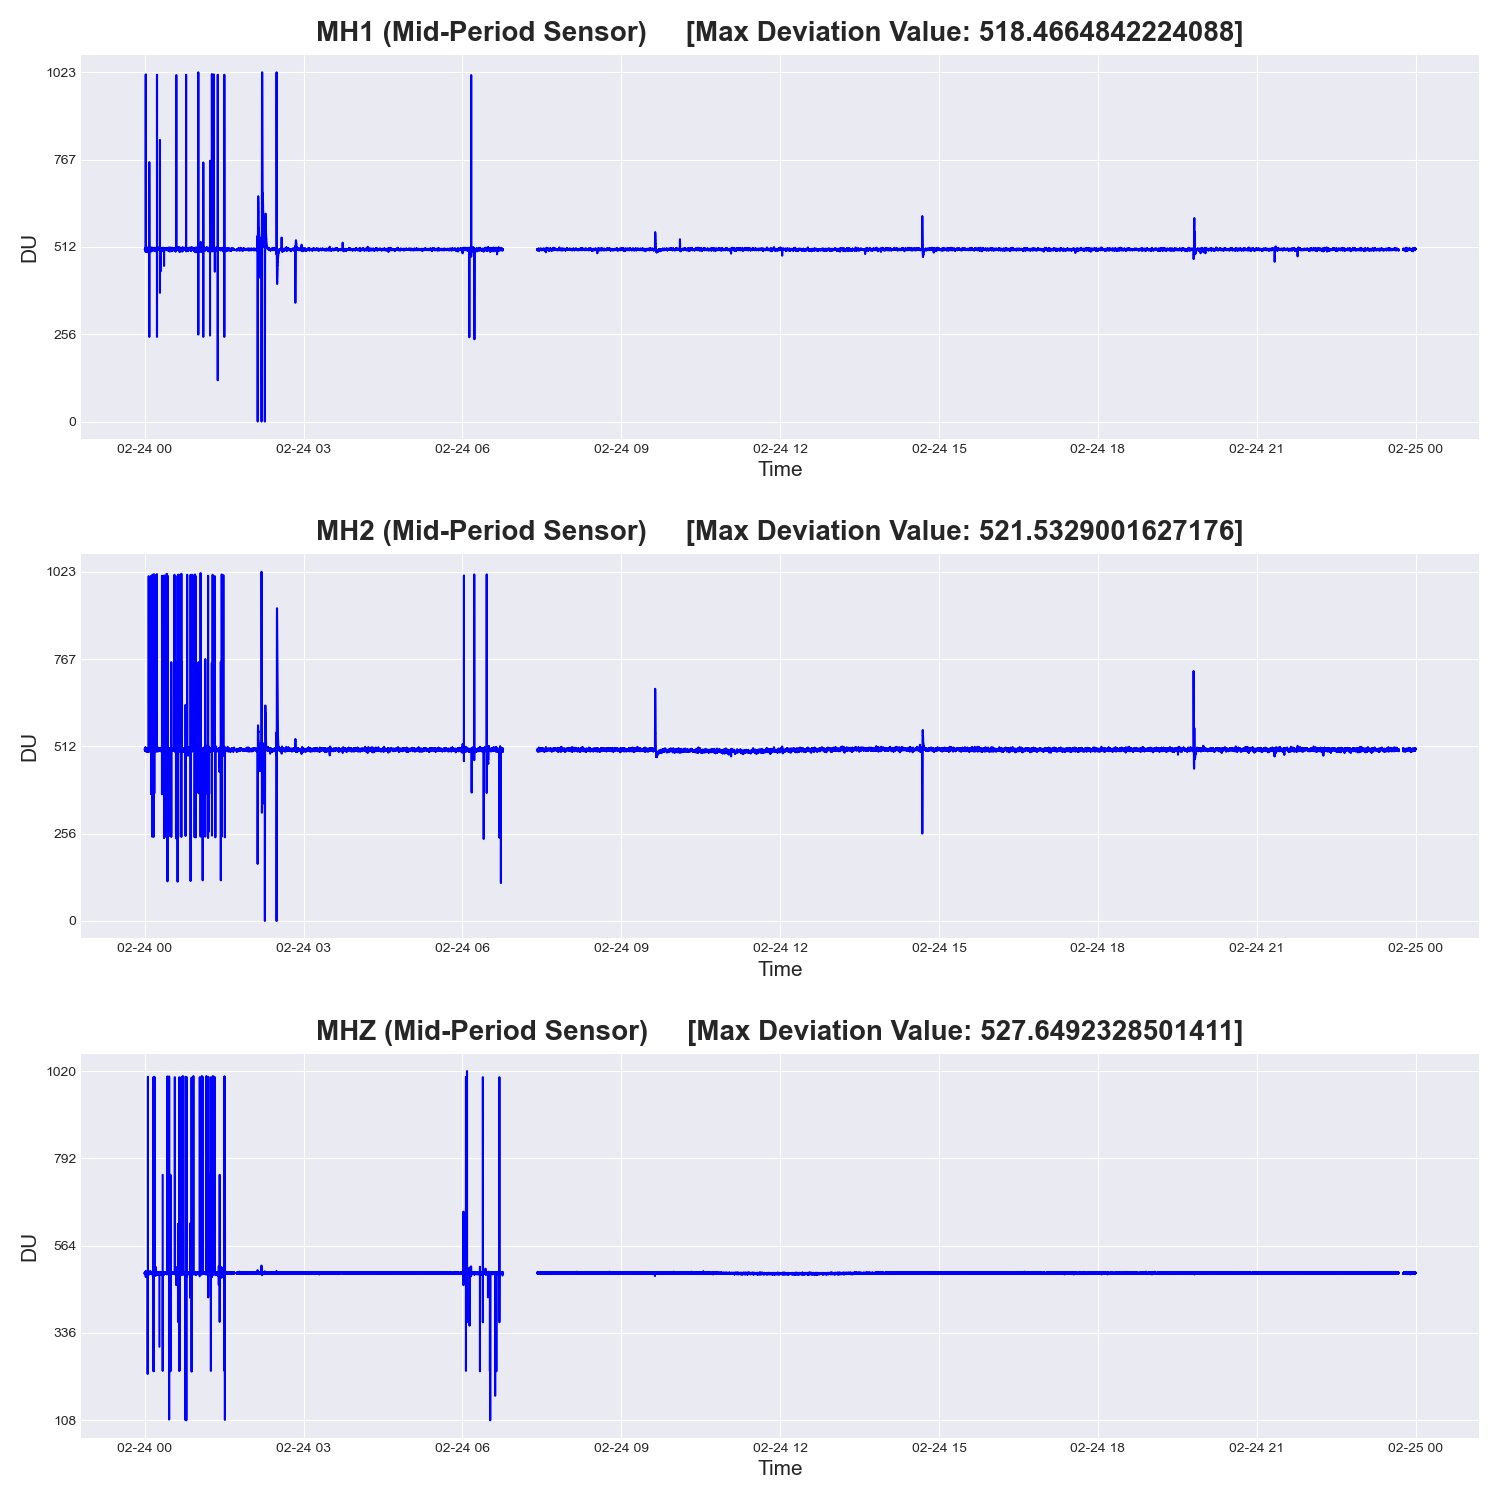 MH1 (Mid-Period Sensor) [Max Deviation Value: 518.4664842224088]
1023
767
512
256
0
DU
02-24 00 02-24 03 02-24 06 02-24 09 02-24 12 02-24 15 02-24 18 02-24 21 02-25 00
Time
MH2 (Mid-Period Sensor) [Max Deviation Value: 521.5329001627176]
1023
767
512
256
0
DU
02-24 00 02-24 03 02-24 06 02-24 09 02-24 12 02-24 15 02-24 18 02-24 21 02-25 00
Time
MHZ (Mid-Period Sensor) [Max Deviation Value: 527.6492328501411]
1020
792
564
336
108
DU
02-24 00 02-24 03 02-24 06 02-24 09 02-24 12 02-24 15 02-24 18 02-24 21 02-25 00
Time